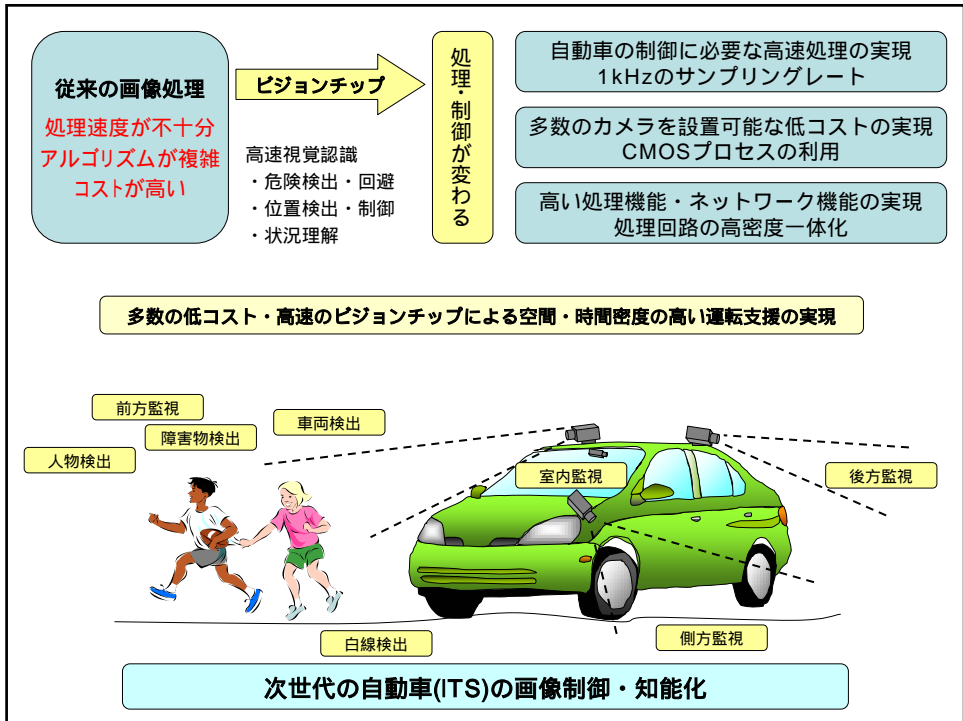 従来の画像処理
処理速度が不十分
アルゴリズムが複雑
コストが高い
ビジョンチップ
高速視覚認識
・危険検出・回避
・位置検出・制御
・状況理解
処理・制御が変わる
自動車の制御に必要な高速処理の実現
1kHzのサンプリングレート
多数のカメラを設置可能な低コストの実現
CMOSプロセスの利用
高い処理機能・ネットワーク機能の実現
処理回路の高密度一体化
多数の低コスト・高速のビジョンチップによる空間・時間密度の高い運転支援の実現
前方監視
車両検出
障害物検出
人物検出
室内監視
後方監視
白線検出
側方監視
次世代の自動車(ITS)の画像制御・知能化